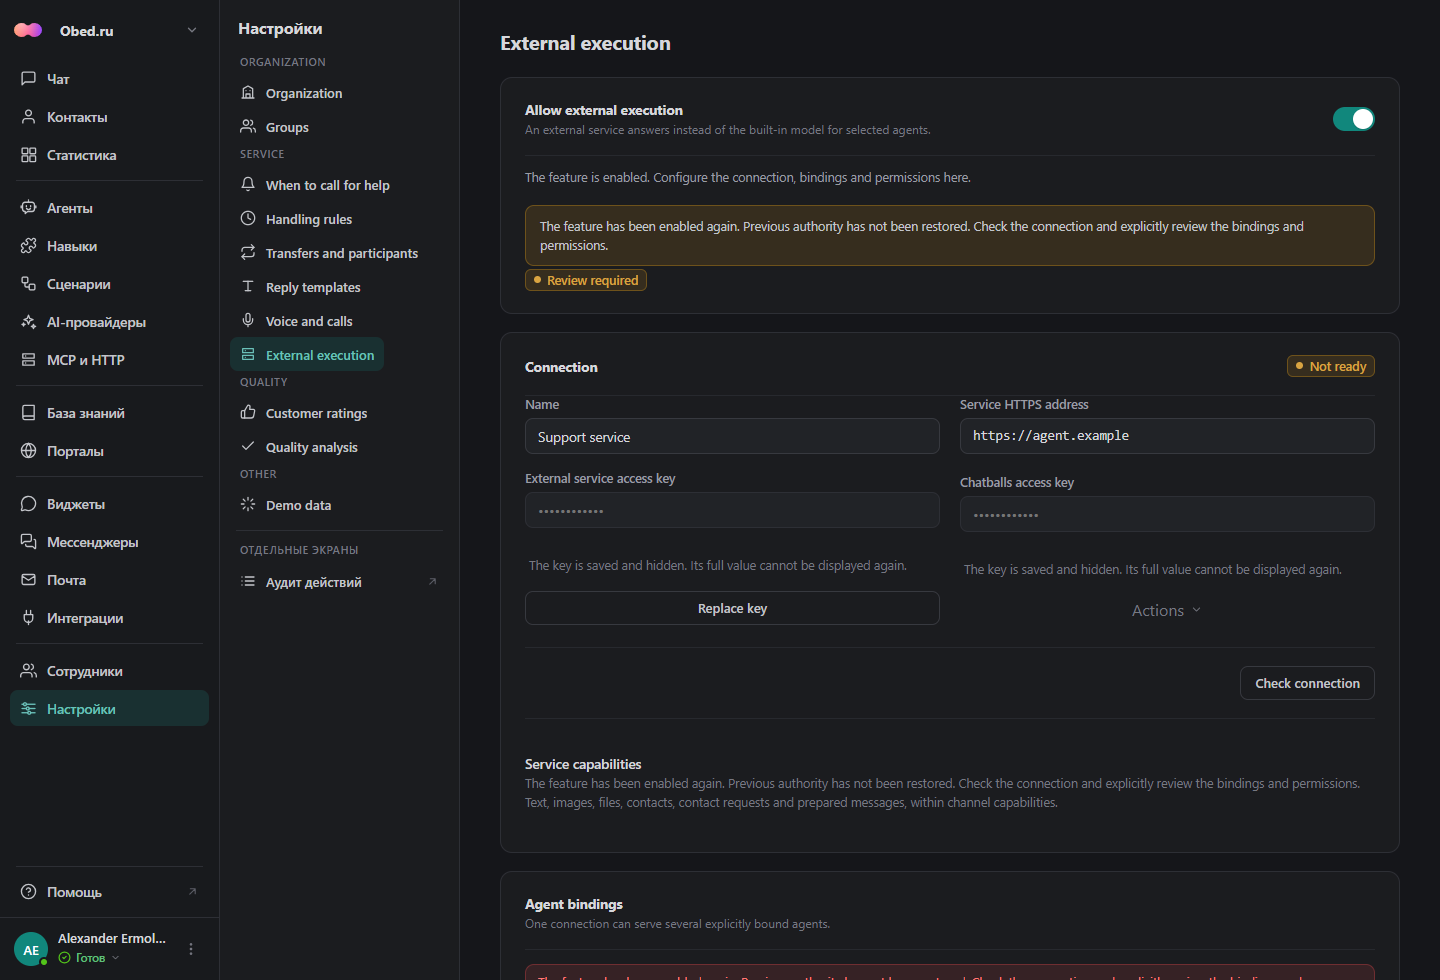 Obed.ru
Чат
Контакты
Статистика
Агенты
Навыки
Сценарии
AI-провайдеры
MCP и HTTP
База знаний
Порталы
Виджеты
Мессенджеры
Почта
Интеграции
Сотрудники
Настройки
Помощь
AE
Alexander Ermol...
Готов
Настройки
ORGANIZATION
Organization
Groups
SERVICE
When to call for help
Handling rules
Transfers and participants
Reply templates
Voice and calls
External execution
QUALITY
Customer ratings
Quality analysis
OTHER
Demo data
ОТДЕЛЬНЫЕ ЭКРАНЫ
Аудит действий
External execution
Allow external execution
An external service answers instead of the built-in model for selected agents.
The feature is enabled. Configure the connection, bindings and permissions here.
The feature has been enabled again. Previous authority has not been restored. Check the connection and explicitly review the bindings and
permissions.
Review required
Connection
Not ready
Name
Support service
Service HTTPS address
https://agent.example
External service access key
••••••••••••
Chatballs access key
••••••••••••
The key is saved and hidden. Its full value cannot be displayed again.
The key is saved and hidden. Its full value cannot be displayed again.
Replace key
Actions
Check connection
Service capabilities
The feature has been enabled again. Previous authority has not been restored. Check the connection and explicitly review the bindings and permissions.
Text, images, files, contacts, contact requests and prepared messages, within channel capabilities.
Agent bindings
One connection can serve several explicitly bound agents.